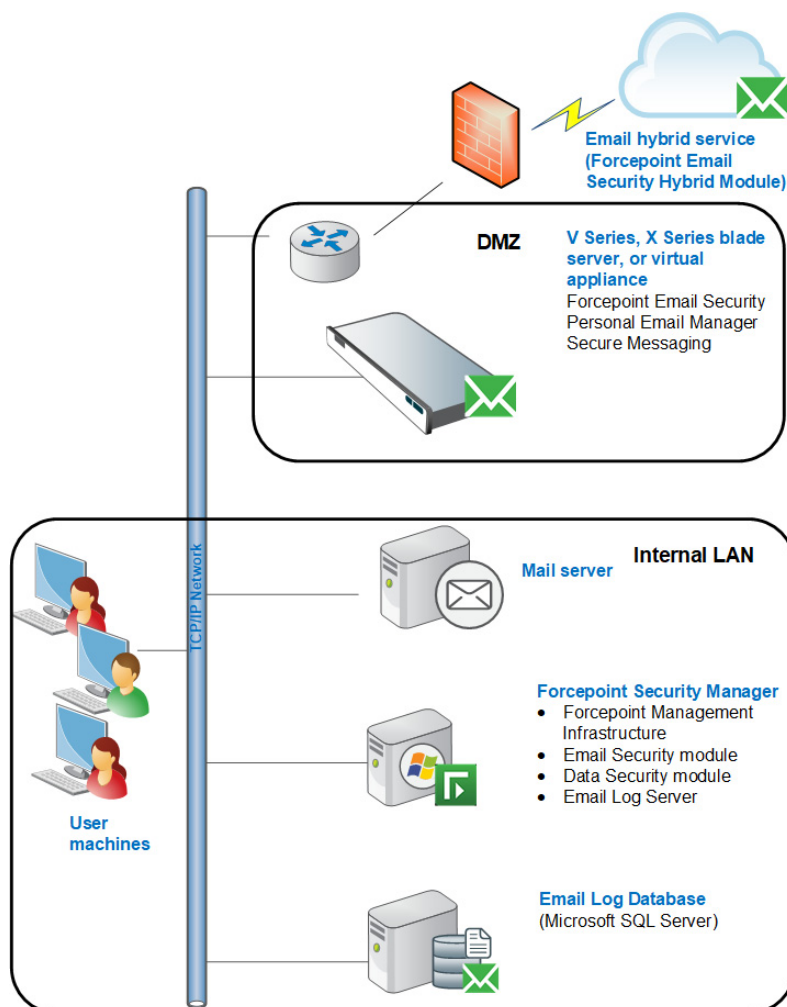 Email hybrid service
(Forcepoint Email
Security Hybrid Module)
DMZ
V Series, X Series blade
server, or virtual
appliance
Forcepoint Email Security
Personal Email Manager
Secure Messaging
TCP/IP Network
Internal LAN
Mail server
Forcepoint Security Manager
• Forcepoint Management
Infrastructure
• Email Security module
• Data Security module
• Email Log Server
User
machines
Email Log Database
(Microsoft SQL Server)